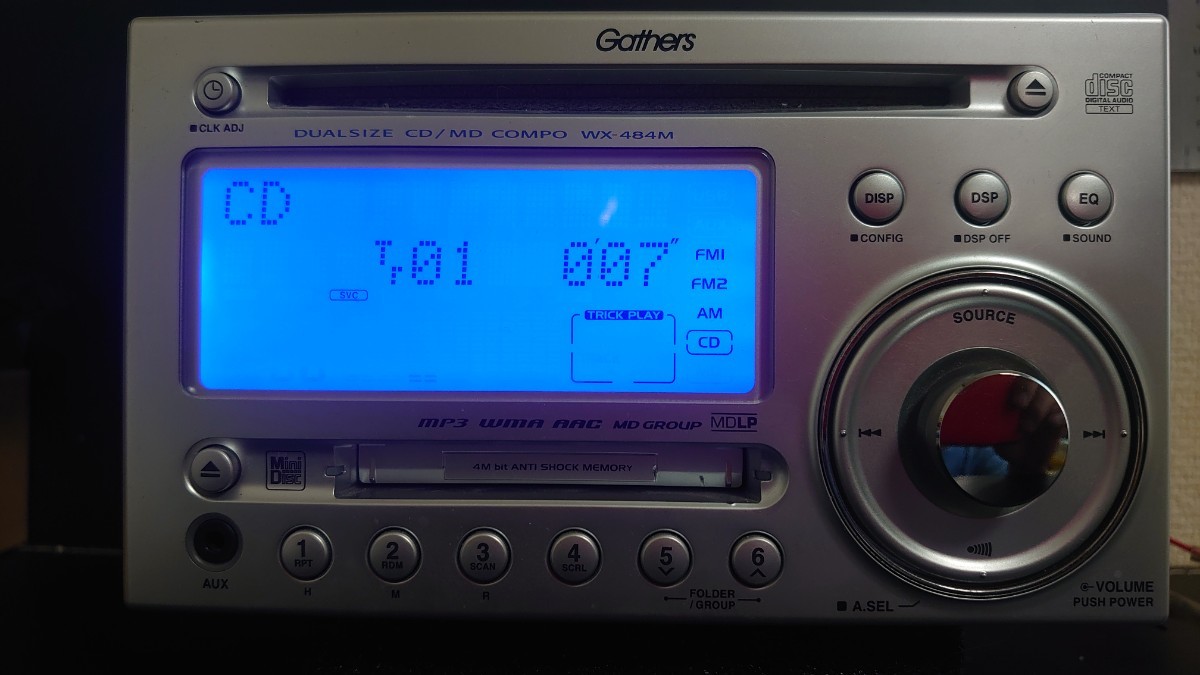 Gathers
COMPACT
disc
DIGITAL AUDIO
TEXT
■CLK ADJ
DUALSIZE CD/MD COMPO WX-484M
CD
Tr01 0'07"
SVC
FM1
FM2
AM
CD
TRICK PLAY
DISP
DSP
EQ
■CONFIG
■DSP OFF
■SOUND
SOURCE
MP3 WMA AAC MD GROUP MDLP
Mini
Disc
4M bit ANTI SHOCK MEMORY
AUX
1
RPT
2
RDM
3
SCAN
4
SCRL
5
6
H
M
R
FOLDER
/GROUP
■ A.SEL
VOLUME
PUSH POWER